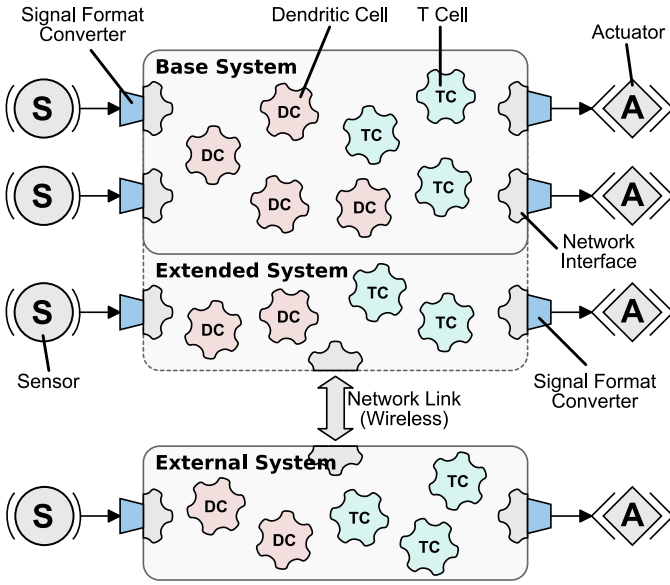 Signal Format
Converter
Dendritic Cell
T Cell
Actuator
Base System
S
DC
TC
TC
A
DC
S
DC
DC
TC
A
Network
Interface
Extended System
S
DC
DC
TC
TC
A
Sensor
Signal Format
Converter
Network Link
(Wireless)
External System
S
DC
DC
TC
TC
TC
A